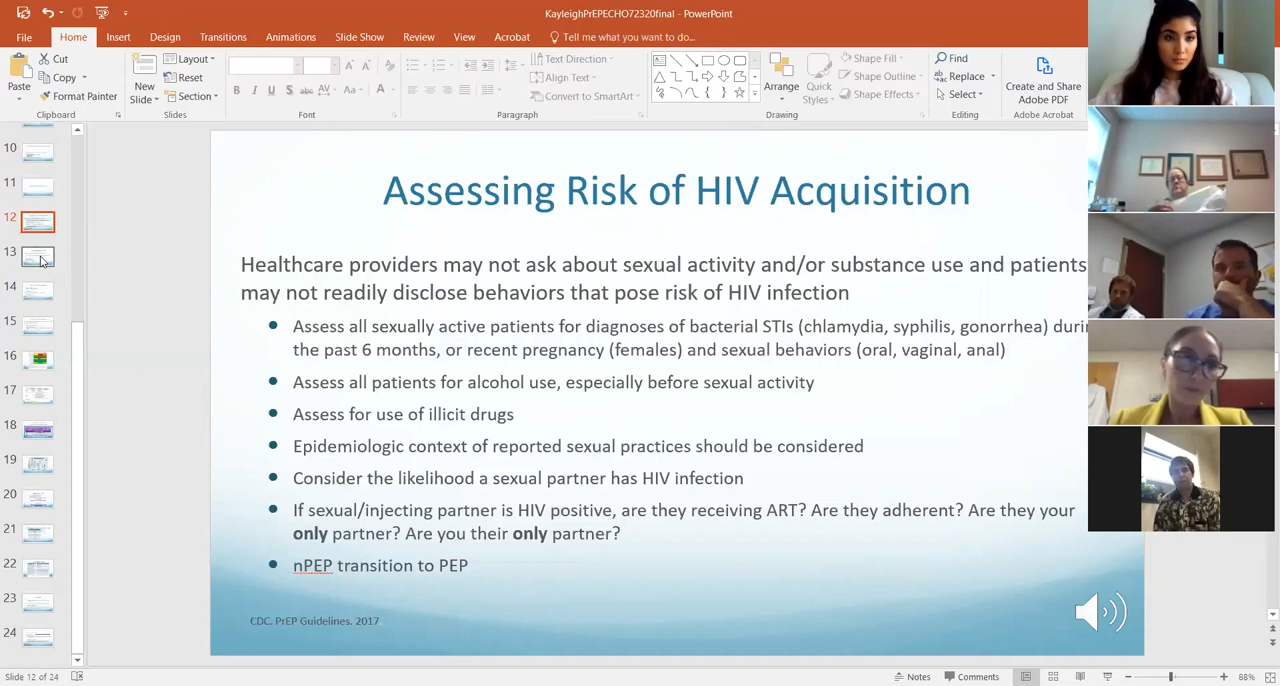 KayleighPrEPECHO72320final - PowerPoint
File Home Insert Design Transitions Animations Slide Show Review View Acrobat Tell me what you want to do...
Paste
Cut
Copy
Format Painter
Clipboard
New
Slide
Layout
Reset
Section
Slides
B I U S abc AV Aa A
Font
Text Direction
Align Text
Convert to SmartArt
Paragraph
Arrange
Quick
Styles
Shape Fill
Shape Outline
Shape Effects
Drawing
Find
Replace
Select
Editing
Create and Share
Adobe PDF
Adobe Acrobat
10
11
12
13
14
15
16
17
18
19
20
21
22
23
24
Assessing Risk of HIV Acquisition
Healthcare providers may not ask about sexual activity and/or substance use and patients
may not readily disclose behaviors that pose risk of HIV infection
Assess all sexually active patients for diagnoses of bacterial STIs (chlamydia, syphilis, gonorrhea) duri
the past 6 months, or recent pregnancy (females) and sexual behaviors (oral, vaginal, anal)
Assess all patients for alcohol use, especially before sexual activity
Assess for use of illicit drugs
Epidemiologic context of reported sexual practices should be considered
Consider the likelihood a sexual partner has HIV infection
If sexual/injecting partner is HIV positive, are they receiving ART? Are they adherent? Are they your
only partner? Are you their only partner?
nPEP transition to PEP
CDC. PrEP Guidelines. 2017.
Slide 12 of 24
Notes Comments 88%